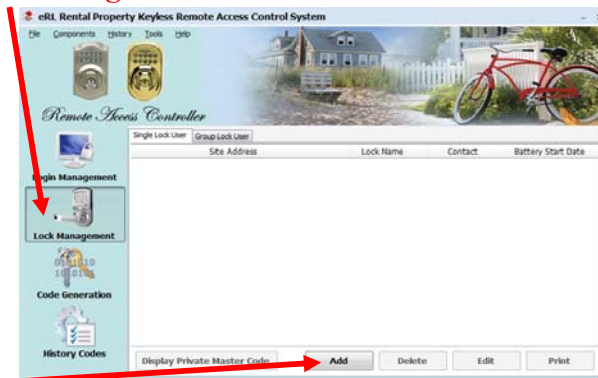 eRL Rental Property Keyless Remote Access Control System
File Components History Tools Help
Remote Access Controller
Single Lock User Group Lock User
Site Address Lock Name Contact Battery Start Date
Login Management
Lock Management
Code Generation
History Codes
Display Private Master Code Add Delete Edit Print